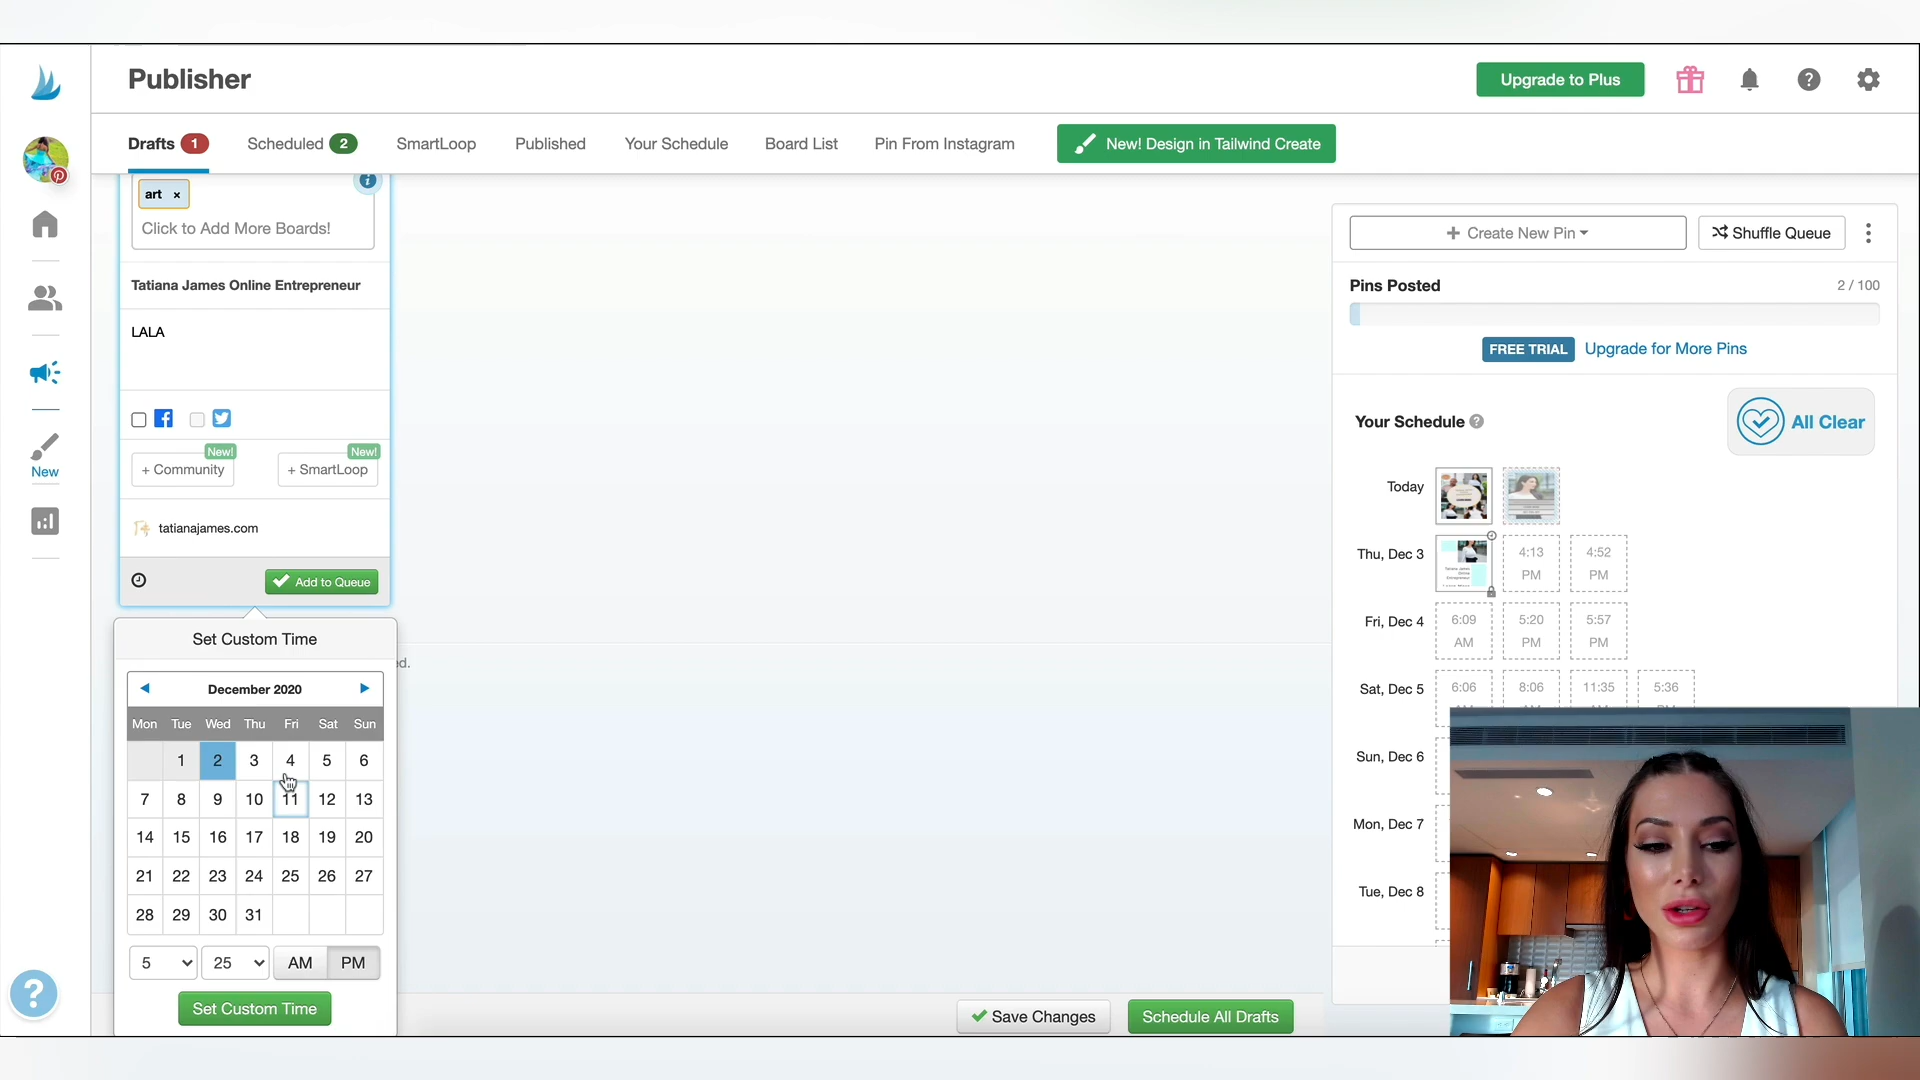 Publisher
Upgrade to Plus
Drafts 1
Scheduled 2
SmartLoop
Published
Your Schedule
Board List
Pin From Instagram
New! Design in Tailwind Create
New
art ×
Click to Add More Boards!
Tatiana James Online Entrepreneur
LALA
New!
+ Community
New!
+ SmartLoop
tatianajames.com
Add to Queue
Set Custom Time
ed.
December 2020
Mon Tue Wed Thu Fri Sat Sun
1 2 3 4 5 6
7 8 9 10 11 12 13
14 15 16 17 18 19 20
21 22 23 24 25 26 27
28 29 30 31
5 25 AM PM
Set Custom Time
Save Changes
Schedule All Drafts
+ Create New Pin
Shuffle Queue
Pins Posted 2 / 100
FREE TRIAL Upgrade for More Pins
Your Schedule ?
All Clear
Today
Thu, Dec 3
4:13 PM
4:52 PM
Fri, Dec 4
6:09 AM
5:20 PM
5:57 PM
Sat, Dec 5
6:06
8:06
11:35
5:36
Sun, Dec 6
Mon, Dec 7
Tue, Dec 8